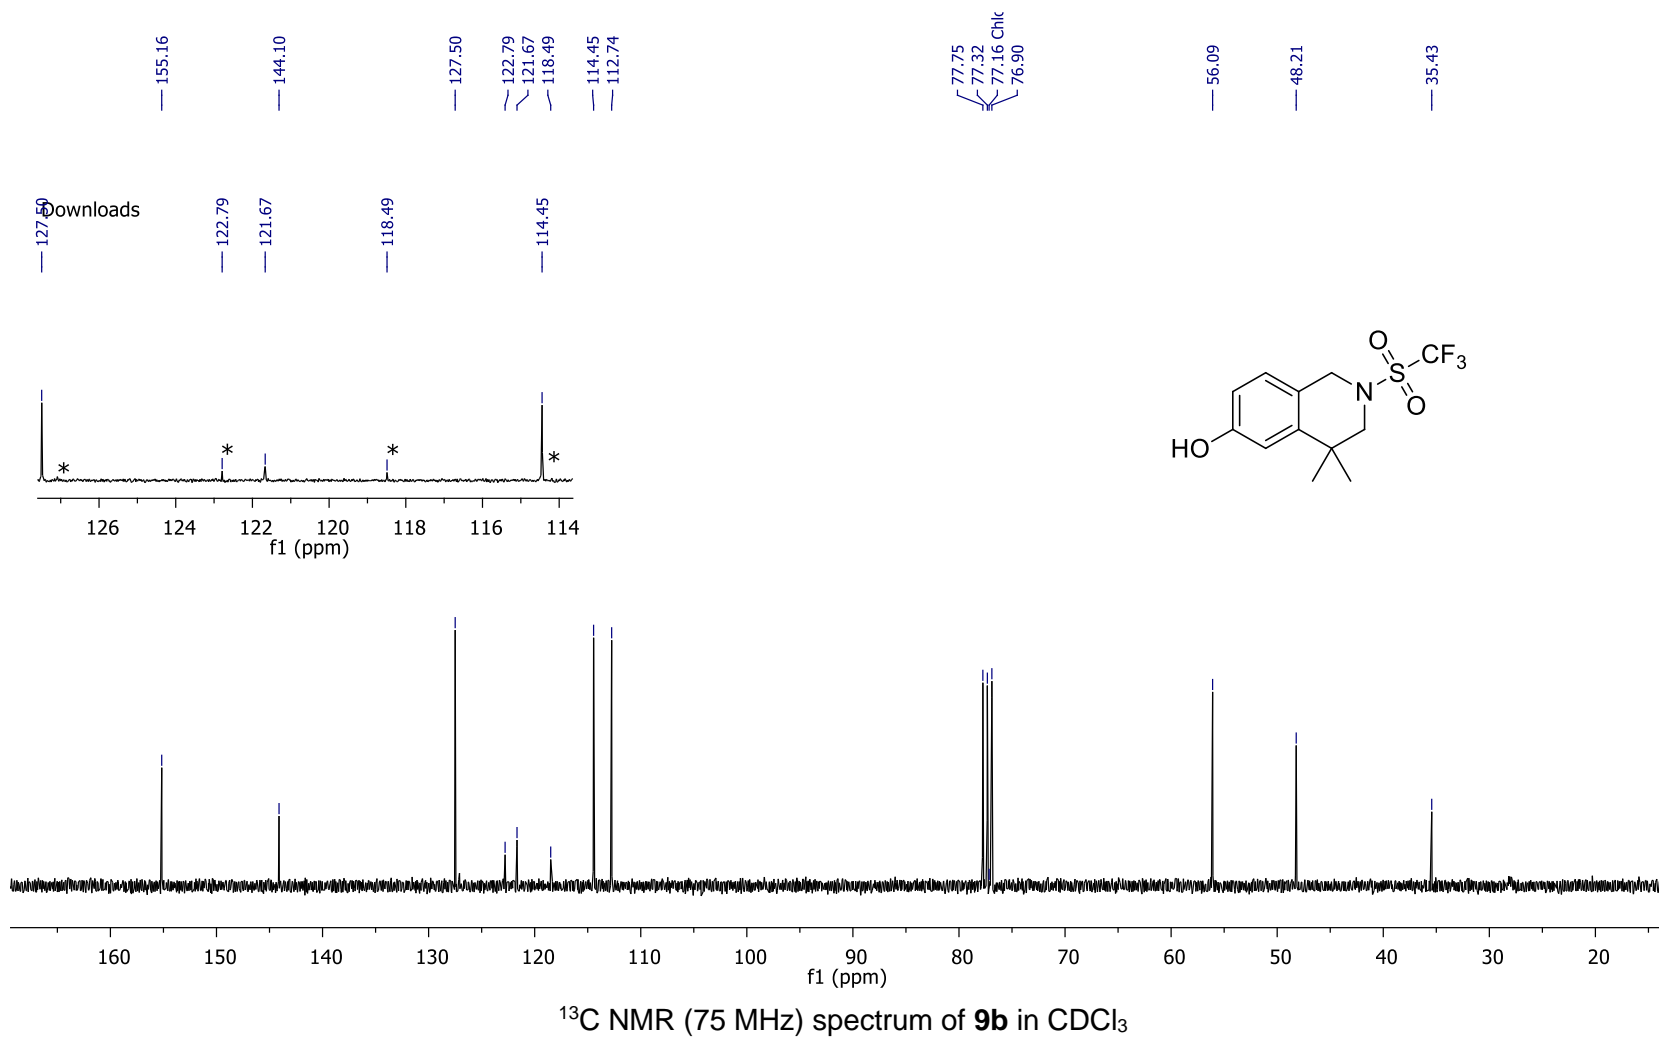 155.16
144.10
127.50
122.79
121.67
118.49
114.45
112.74
77.75
77.32
77.16 Chlc
76.90
56.09
48.21
35.43
127.50
Downloads
122.79
121.67
118.49
114.45
*
*
*
*
126 124 122 120 118 116 114
f1 (ppm)
O
CF3
S
N
O
HO
160 150 140 130 120 110 100 90 80 70 60 50 40 30 20
f1 (ppm)
13C NMR (75 MHz) spectrum of 9b in CDCl3